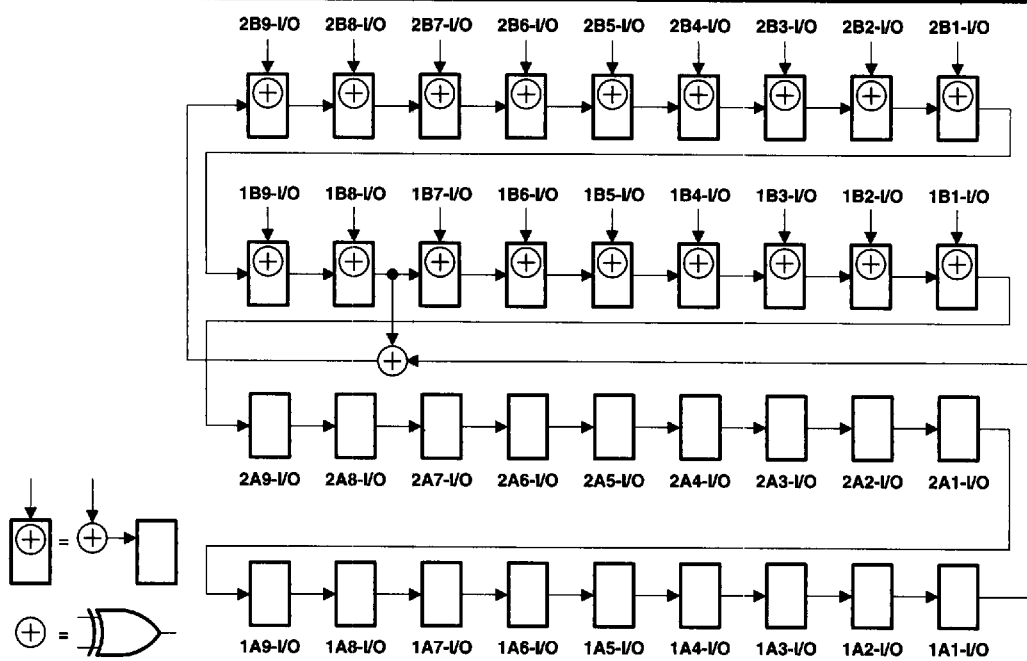 2B9-I/O 2B8-I/O 2B7-I/O 2B6-I/O 2B5-I/O 2B4-I/O 2B3-I/O 2B2-I/O 2B1-I/O
1B9-I/O 1B8-I/O 1B7-I/O 1B6-I/O 1B5-I/O 1B4-I/O 1B3-I/O 1B2-I/O 1B1-I/O
2A9-I/O 2A8-I/O 2A7-I/O 2A6-I/O 2A5-I/O 2A4-I/O 2A3-I/O 2A2-I/O 2A1-I/O
=
=
1A9-I/O 1A8-I/O 1A7-I/O 1A6-I/O 1A5-I/O 1A4-I/O 1A3-I/O 1A2-I/O 1A1-I/O